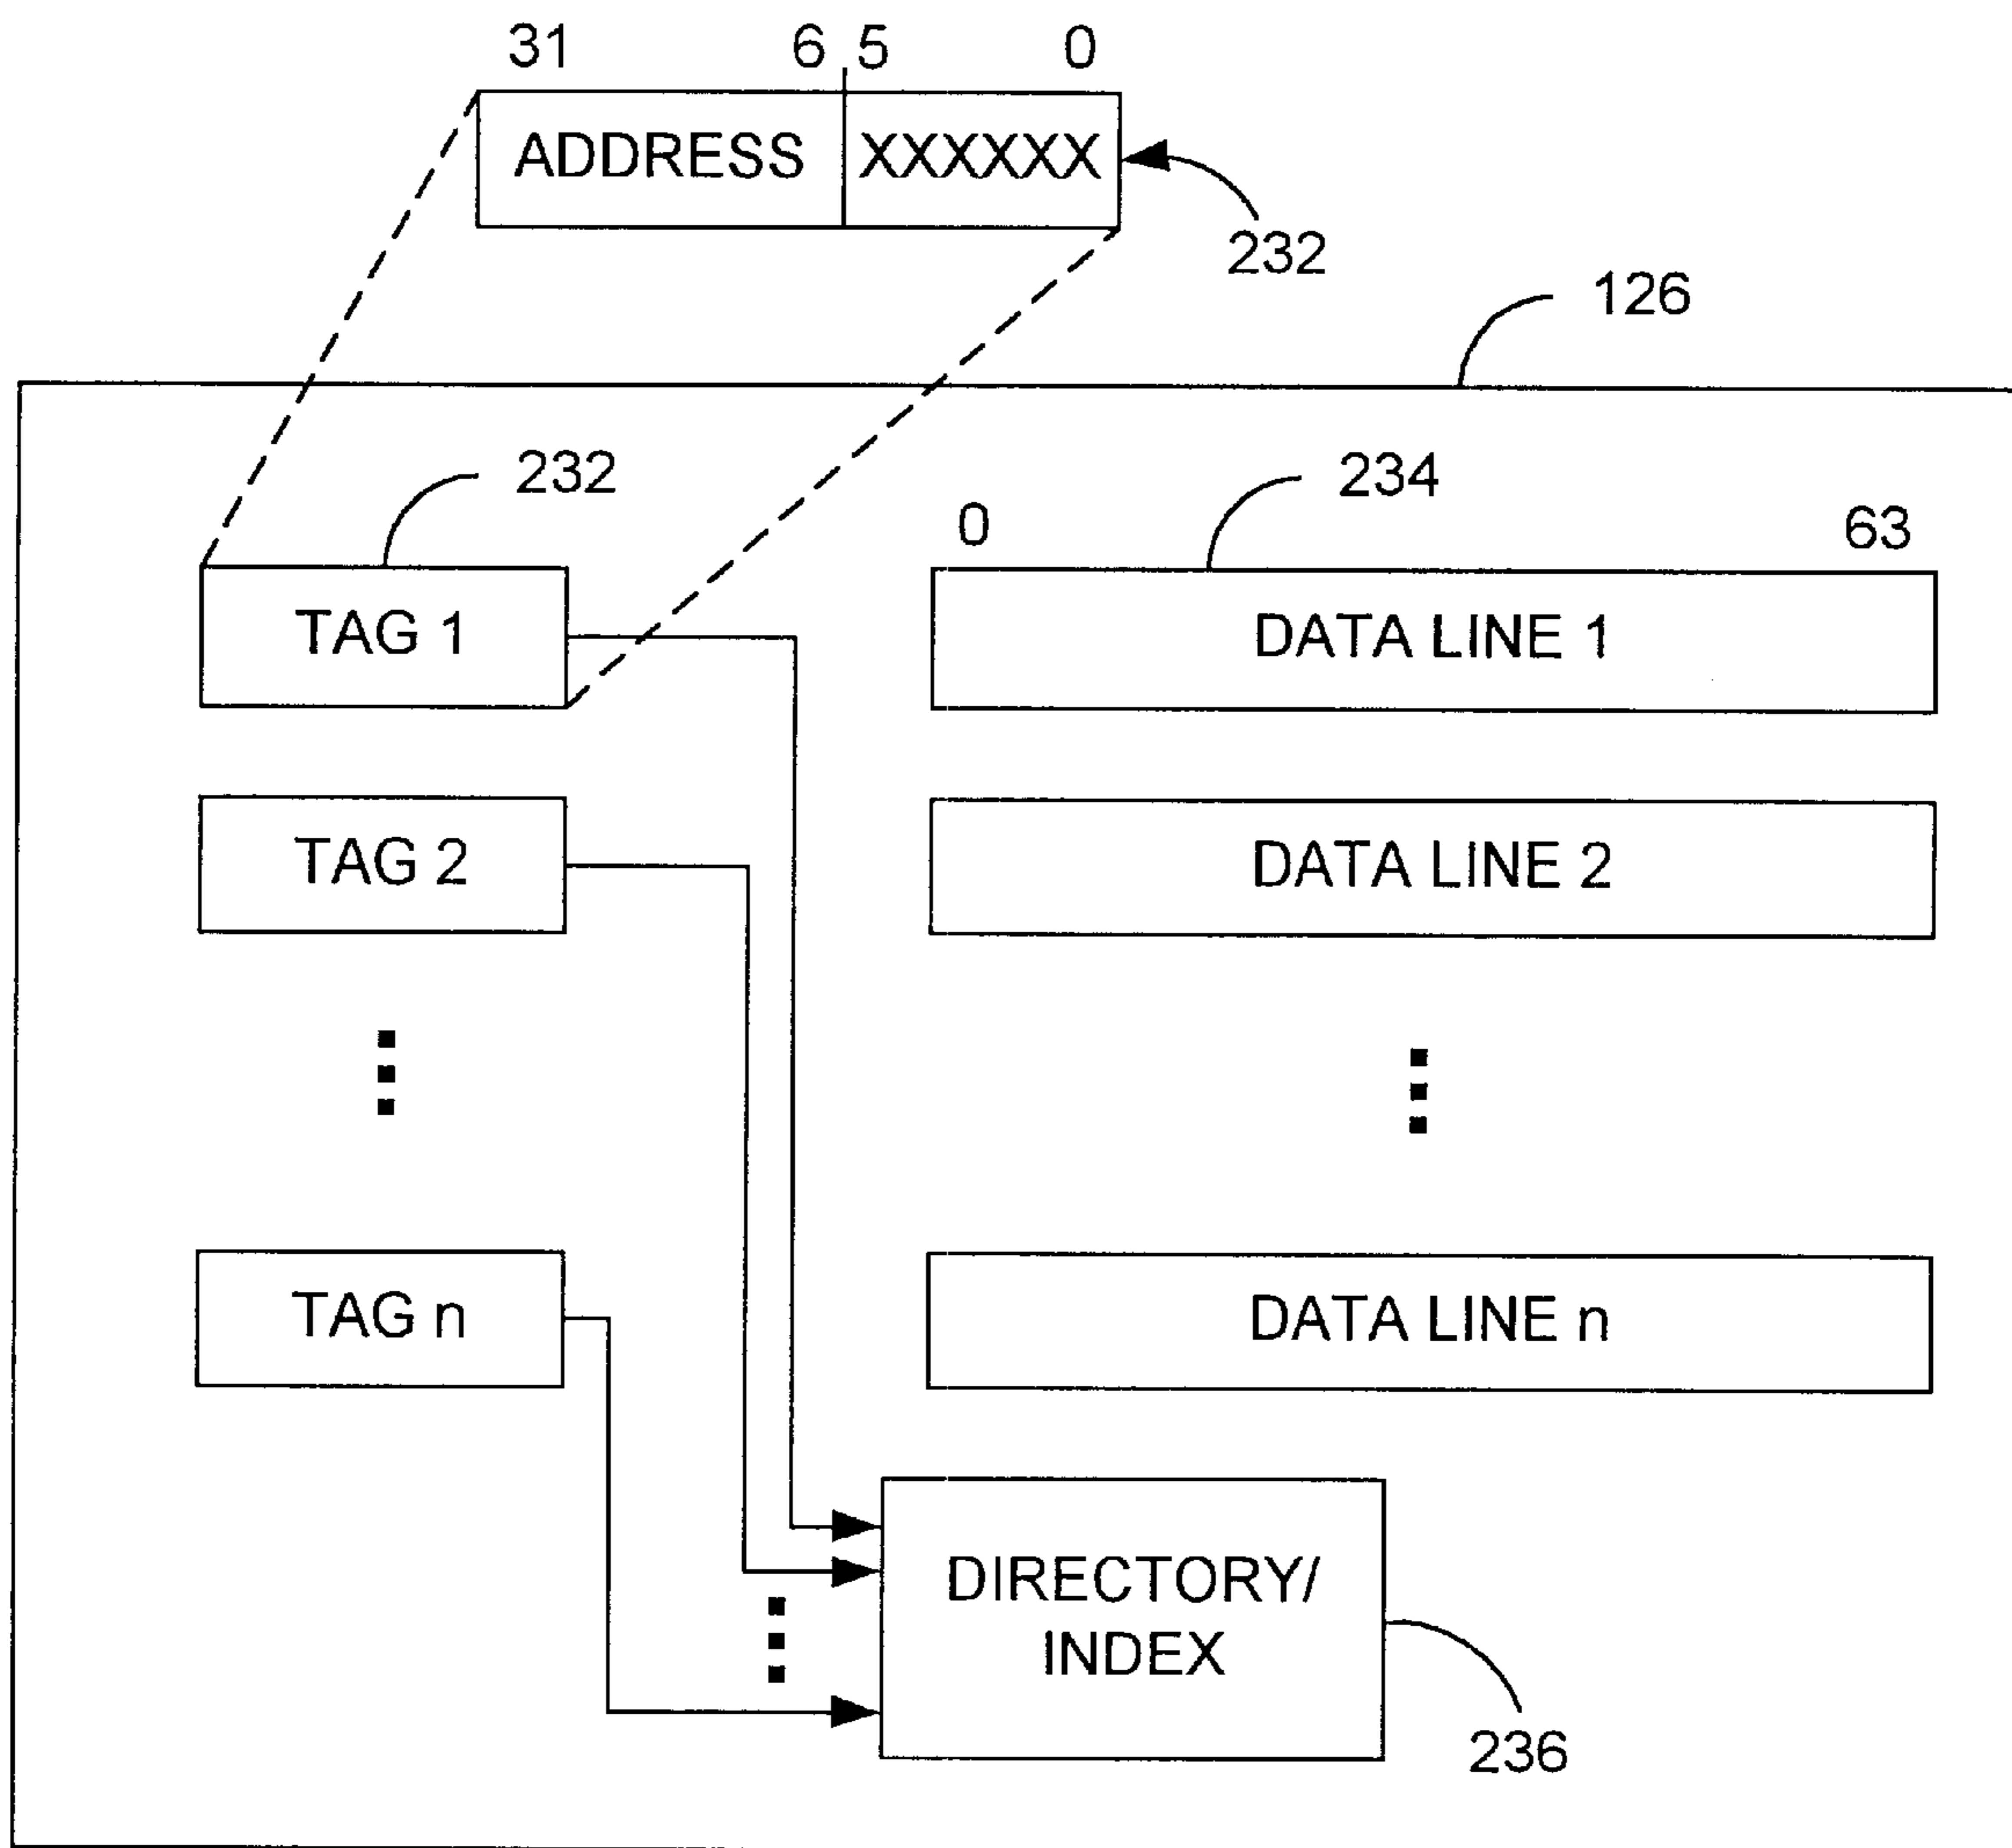 31 6 5 0
ADDRESS XXXXXX
232
126
232
234
0 63
TAG 1
DATA LINE 1
TAG 2
DATA LINE 2
TAG n
DATA LINE n
DIRECTORY/
INDEX
236